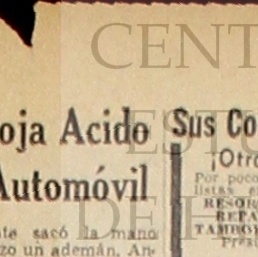 CENT
oja Acido
Automóvil
nte sacó la mano
zo un ademán. An-
ESTU
DE H
Sus Co
¡Otro
Por poco
listas e
RESOR
REPA
TAMBO